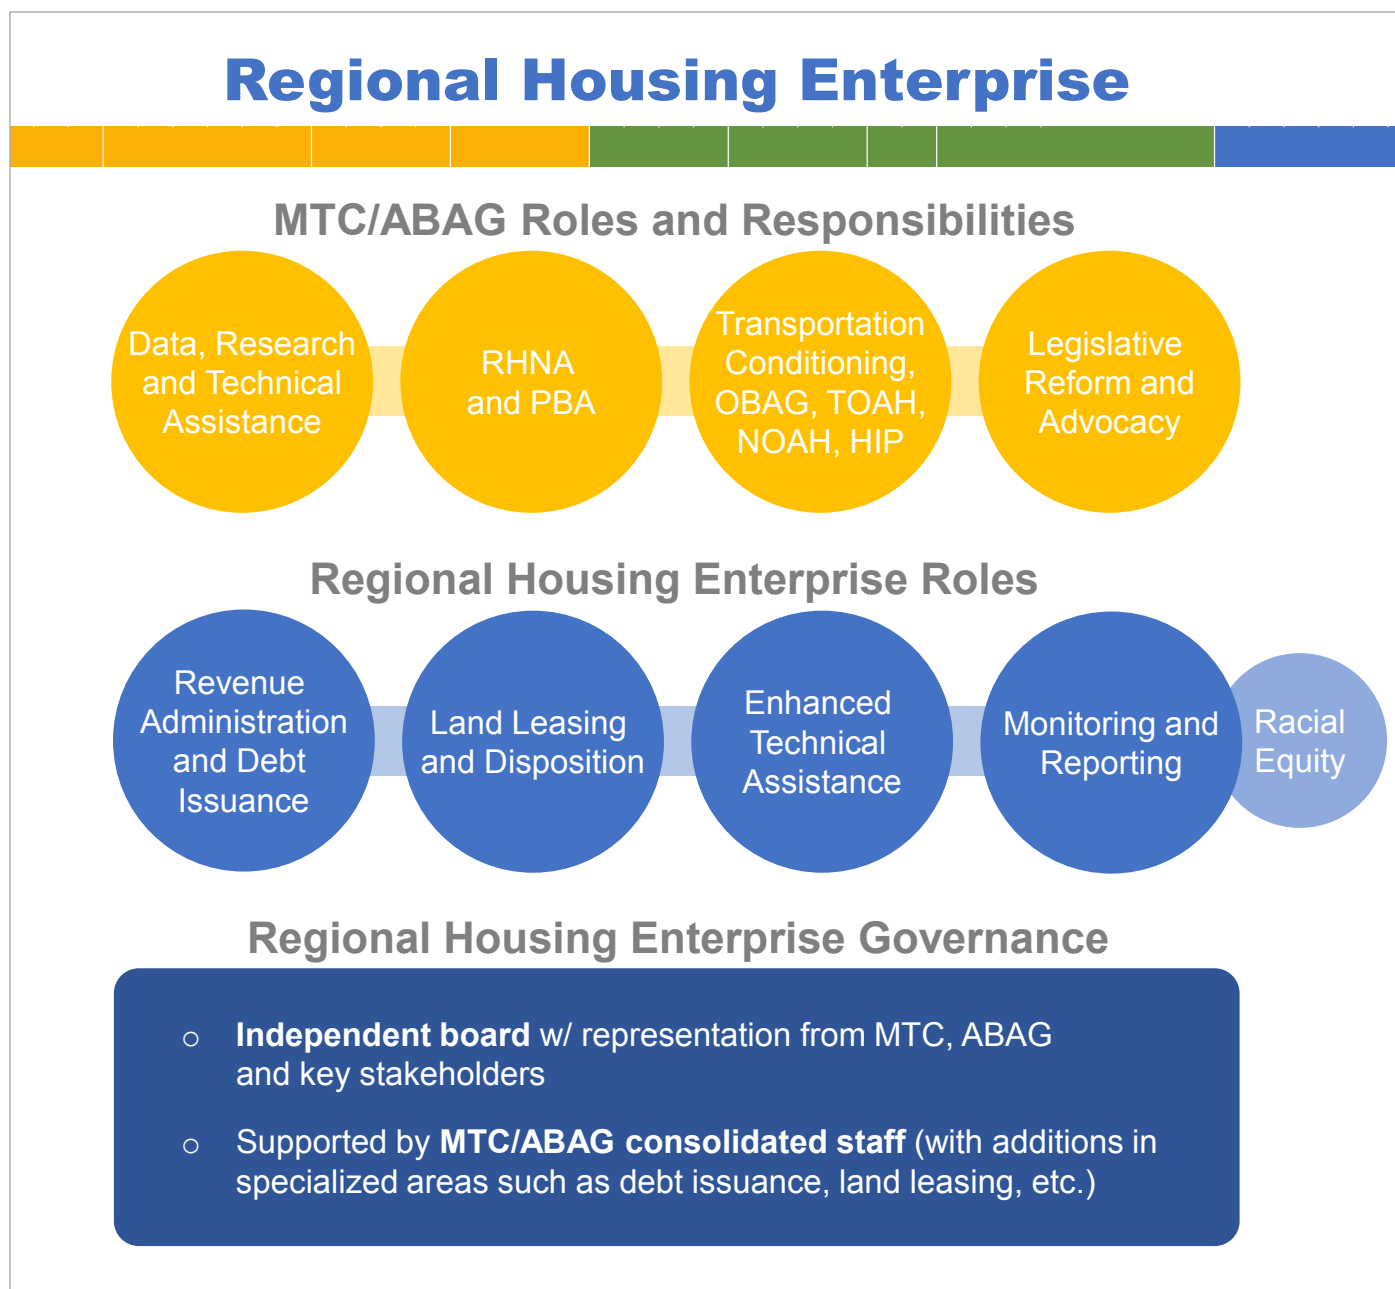 Regional Housing Enterprise
MTC/ABAG Roles and Responsibilities
Data, Research
and Technical
Assistance
RHNA
and PBA
Transportation
Conditioning,
OBAG, TOAH,
NOAH, HIP
Legislative
Reform and
Advocacy
Regional Housing Enterprise Roles
Revenue
Administration
and Debt
Issuance
Land Leasing
and Disposition
Enhanced
Technical
Assistance
Monitoring and
Reporting
Racial
Equity
Regional Housing Enterprise Governance
o Independent board w/ representation from MTC, ABAG
and key stakeholders
o Supported by MTC/ABAG consolidated staff (with additions in
specialized areas such as debt issuance, land leasing, etc.)